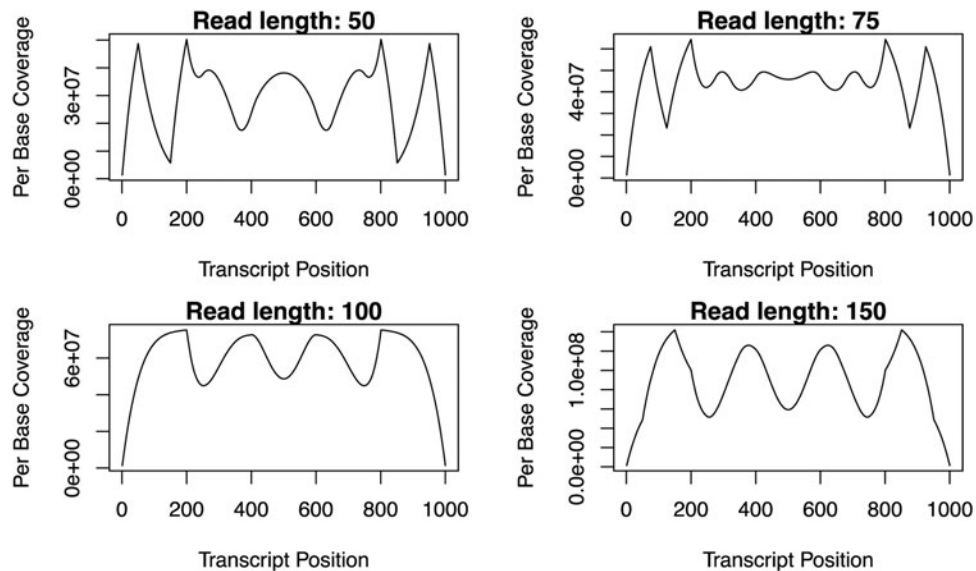 Read length: 50
Per Base Coverage
0e+00 3e+07
0 200 400 600 800 1000
Transcript Position
Read length: 75
Per Base Coverage
0e+00 4e+07
0 200 400 600 800 1000
Transcript Position
Read length: 100
Per Base Coverage
0e+00 6e+07
0 200 400 600 800 1000
Transcript Position
Read length: 150
Per Base Coverage
0.0e+00 1.0e+08
0 200 400 600 800 1000
Transcript Position